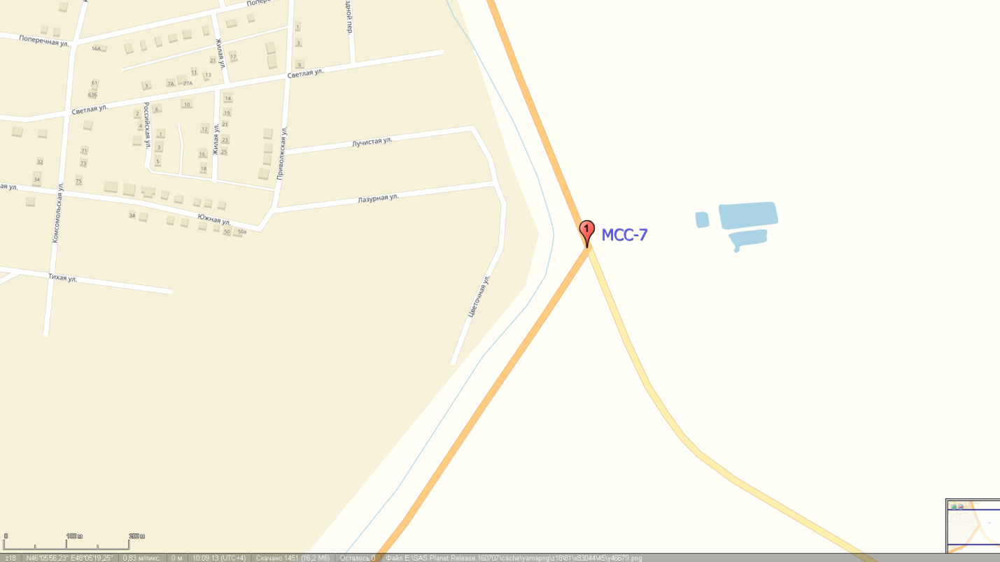 Попере
здной пер.
Поперечная ул.
16А
Жилая ул.
1
3
21
17
9
Светлая ул.
11
13
7А
27А
3
61
63Б
Светлая ул.
14
10
6
2
19
4
21
12
Российская ул.
1
Жилая ул.
23
3
25
16
5
18
Приволжская ул.
Лучистая ул.
71
32
73
34
75
ая ул.
Комсомольская ул.
Лазурная ул.
34
Южная ул.
50
50а
1
МСС-7
Тихая ул.
Цветочная ул.
0
100 м
200 м
z18 N46°05'56,23" E48°05'19,25" 0,83 м/пикс. 0 м 10:09:13 (UTC+4) Скачано 1451 (16,2 Мб) Осталось 0 Файл E:\SAS.Planet.Release.160707\cache\yamapng\z18\81\x83044\45\y46679.png